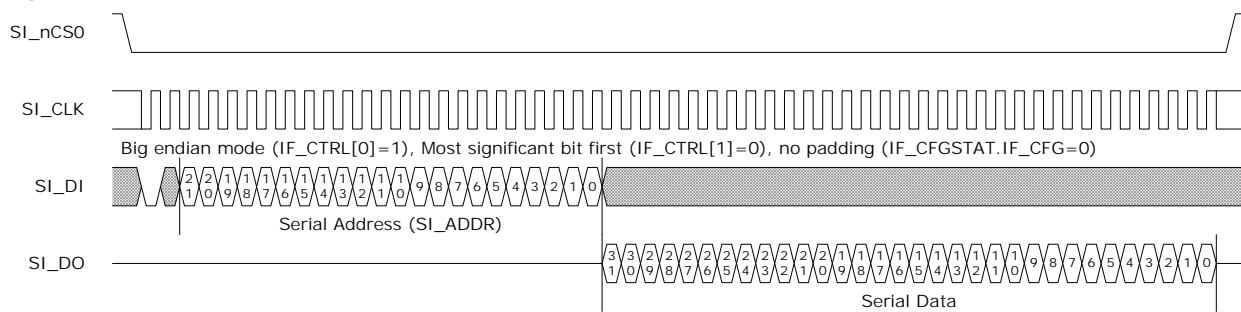 SI_nCS0
SI_CLK
Big endian mode (IF_CTRL[0]=1), Most significant bit first (IF_CTRL[1]=0), no padding (IF_CFGSTAT.IF_CFG=0)
SI_DI 21 20 19 18 17 16 15 14 13 12 11 10 9 8 7 6 5 4 3 2 1 0
Serial Address (SI_ADDR)
SI_DO 31 30 29 28 27 26 25 24 23 22 21 20 19 18 17 16 15 14 13 12 11 10 9 8 7 6 5 4 3 2 1 0
Serial Data